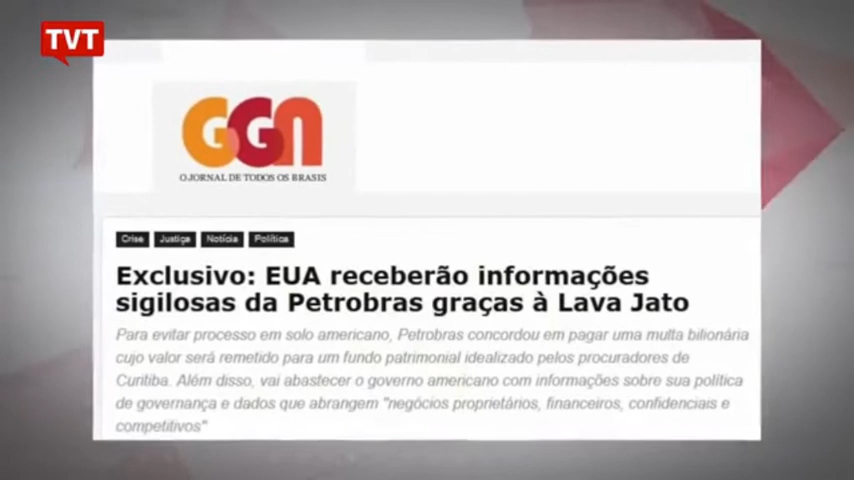 TVT
GGN
O JORNAL DE TODOS OS BRASIS
Crise Justiça Notícia Política
Exclusivo: EUA receberão informações
sigilosas da Petrobras graças à Lava Jato
Para evitar processo em solo americano, Petrobras concordou em pagar uma multa bilionária
cujo valor será remetido para um fundo patrimonial idealizado pelos procuradores de
Curitiba. Além disso, vai abastecer o governo americano com informações sobre sua política
de governança e dados que abrangem "negócios proprietários, financeiros, confidenciais e
competitivos"